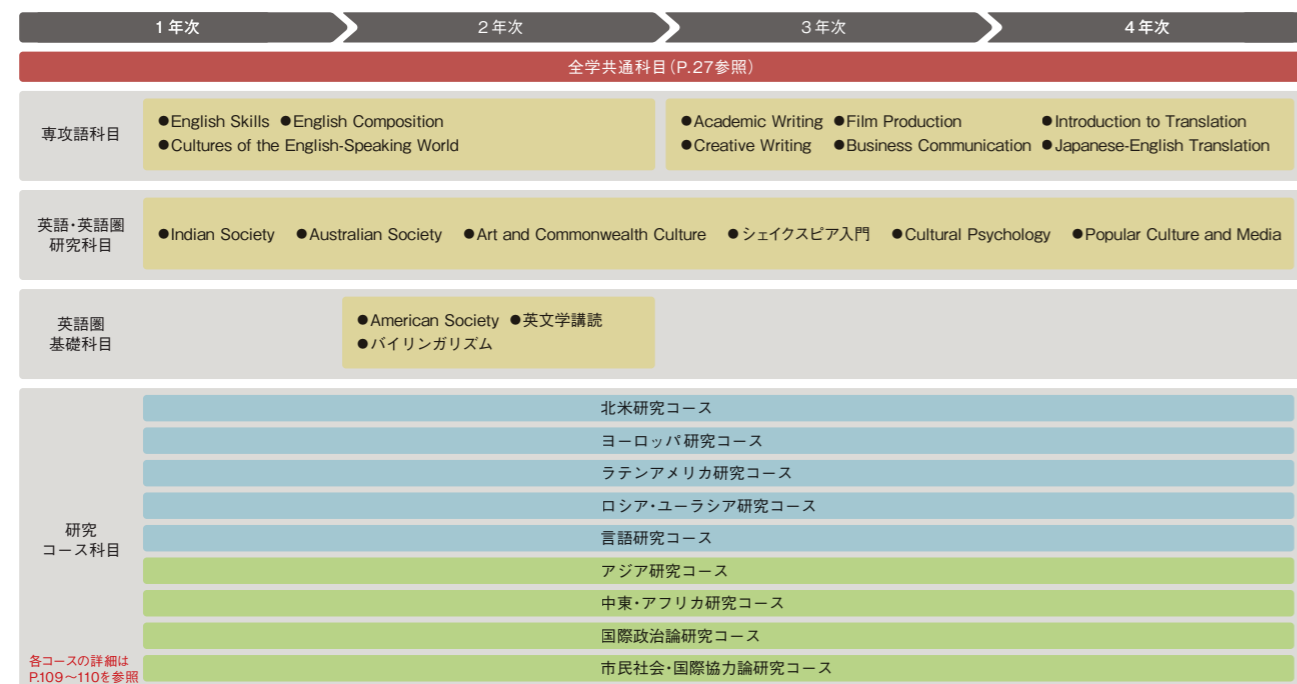 1年次 2年次 3年次 4年次
全学共通科目(P.27参照)
専攻語科目
●English Skills ●English Composition
●Cultures of the English-Speaking World
●Academic Writing ●Film Production ●Introduction to Translation
●Creative Writing ●Business Communication ●Japanese-English Translation
英語・英語圏
研究科目
●Indian Society ●Australian Society ●Art and Commonwealth Culture ●シェイクスピア入門 ●Cultural Psychology ●Popular Culture and Media
英語圏
基礎科目
●American Society ●英文学講読
●バイリンガリズム
研究
コース科目
各コースの詳細は
P.109～110を参照
北米研究コース
ヨーロッパ研究コース
ラテンアメリカ研究コース
ロシア・ユーラシア研究コース
言語研究コース
アジア研究コース
中東・アフリカ研究コース
国際政治論研究コース
市民社会・国際協力論研究コース